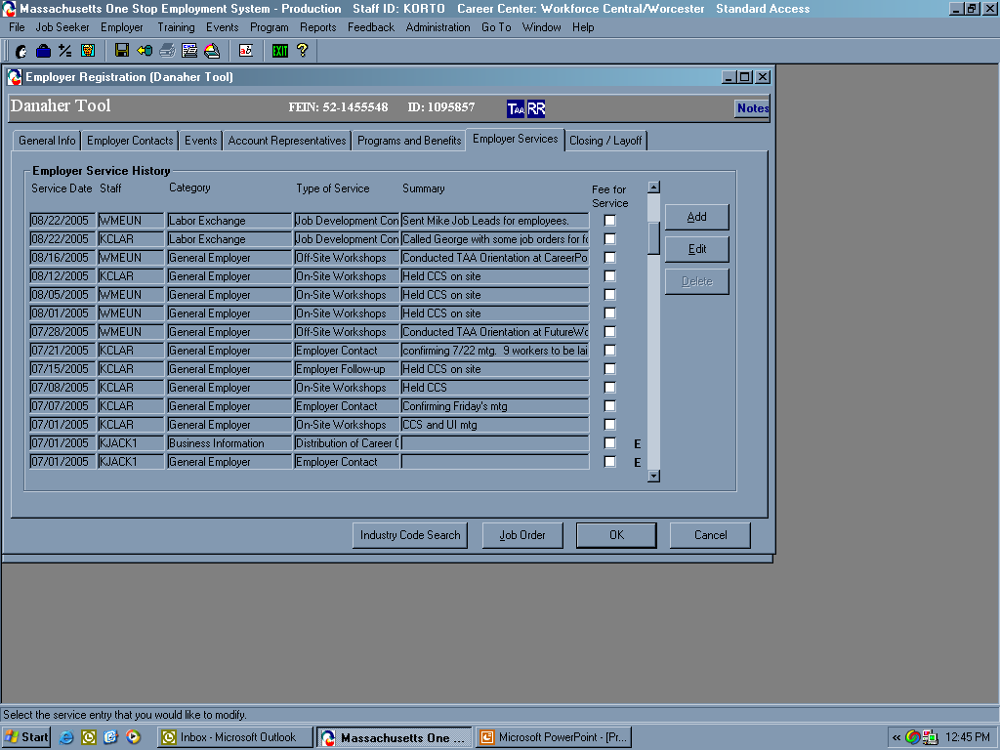 Massachusetts One Stop Employment System - Production Staff ID: KORTO Career Center: Workforce Central/Worcester Standard Access
File Job Seeker Employer Training Events Program Reports Feedback Administration Go To Window Help
EXIT ?
Employer Registration (Danaher Tool)
Danaher Tool FEIN: 52-1455548 ID: 1095857 TAA RR Notes
General Info Employer Contacts Events Account Representatives Programs and Benefits Employer Services Closing / Layoff
Employer Service History
Service Date Staff Category Type of Service Summary Fee for Service
08/22/2005 WMEUN Labor Exchange Job Development Con Sent Mike Job Leads for employees.
08/22/2005 KCLAR Labor Exchange Job Development Con Called George with some job orders for fo
08/16/2005 WMEUN General Employer Off-Site Workshops Conducted TAA Orientation at CareerPo
08/12/2005 KCLAR General Employer On-Site Workshops Held CCS on site
08/05/2005 WMEUN General Employer On-Site Workshops Held CCS on site
08/01/2005 WMEUN General Employer On-Site Workshops Held CCS on site
07/28/2005 WMEUN General Employer Off-Site Workshops Conducted TAA Orientation at FutureWo
07/21/2005 KCLAR General Employer Employer Contact confirming 7/22 mtg. 9 workers to be lai
07/15/2005 KCLAR General Employer Employer Follow-up Held CCS on site
07/08/2005 KCLAR General Employer On-Site Workshops Held CCS
07/07/2005 KCLAR General Employer Employer Contact Confirming Friday's mtg
07/01/2005 KCLAR General Employer On-Site Workshops CCS and UI mtg
07/01/2005 KJACK1 Business Information Distribution of Career C E
07/01/2005 KJACK1 General Employer Employer Contact E
Add
Edit
Delete
Industry Code Search Job Order OK Cancel
Select the service entry that you would like to modify.
Start Inbox - Microsoft Outlook Massachusetts One ... Microsoft PowerPoint - [Pr... « 12:45 PM